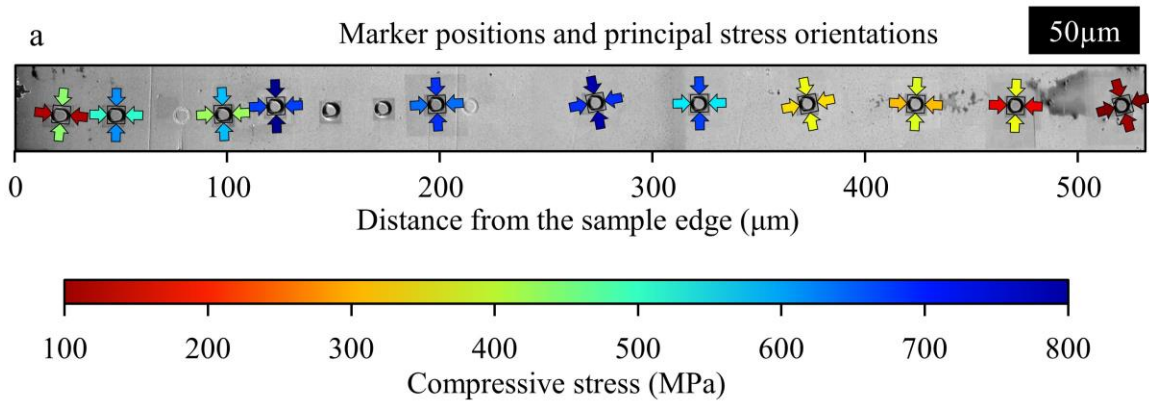 a
Marker positions and principal stress orientations
50µm
0 100 200 300 400 500
Distance from the sample edge (µm)
100 200 300 400 500 600 700 800
Compressive stress (MPa)